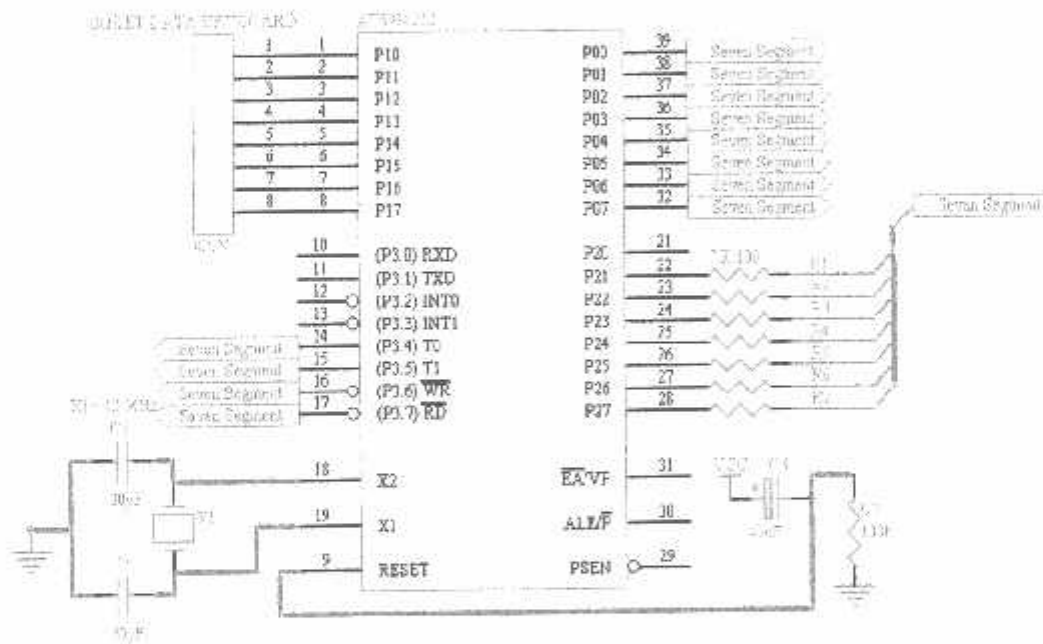 1 1 P10
2 2 P11
3 3 P12
4 4 P13
5 5 P14
6 6 P15
7 7 P16
8 8 P17
10 (P3.0) RXD
11 (P3.1) TXD
12 (P3.2) INT0
13 (P3.3) INT1
Seven Segment 14 (P3.4) T0
Seven Segment 15 (P3.5) T1
Seven Segment 16 (P3.6) WR
Seven Segment 17 (P3.7) RD
18 X2
19 X1
9 RESET
P00 39 Seven Segment
P01 38 Seven Segment
P02 37 Seven Segment
P03 36 Seven Segment
P04 35 Seven Segment
P05 34 Seven Segment
P06 33 Seven Segment
P07 32 Seven Segment
Seven Segment
P20 21
P21 22
P22 23
P23 24
P24 25
P25 26
P26 27
P27 28
EA/VP 31
ALE/P 30
PSEN 29